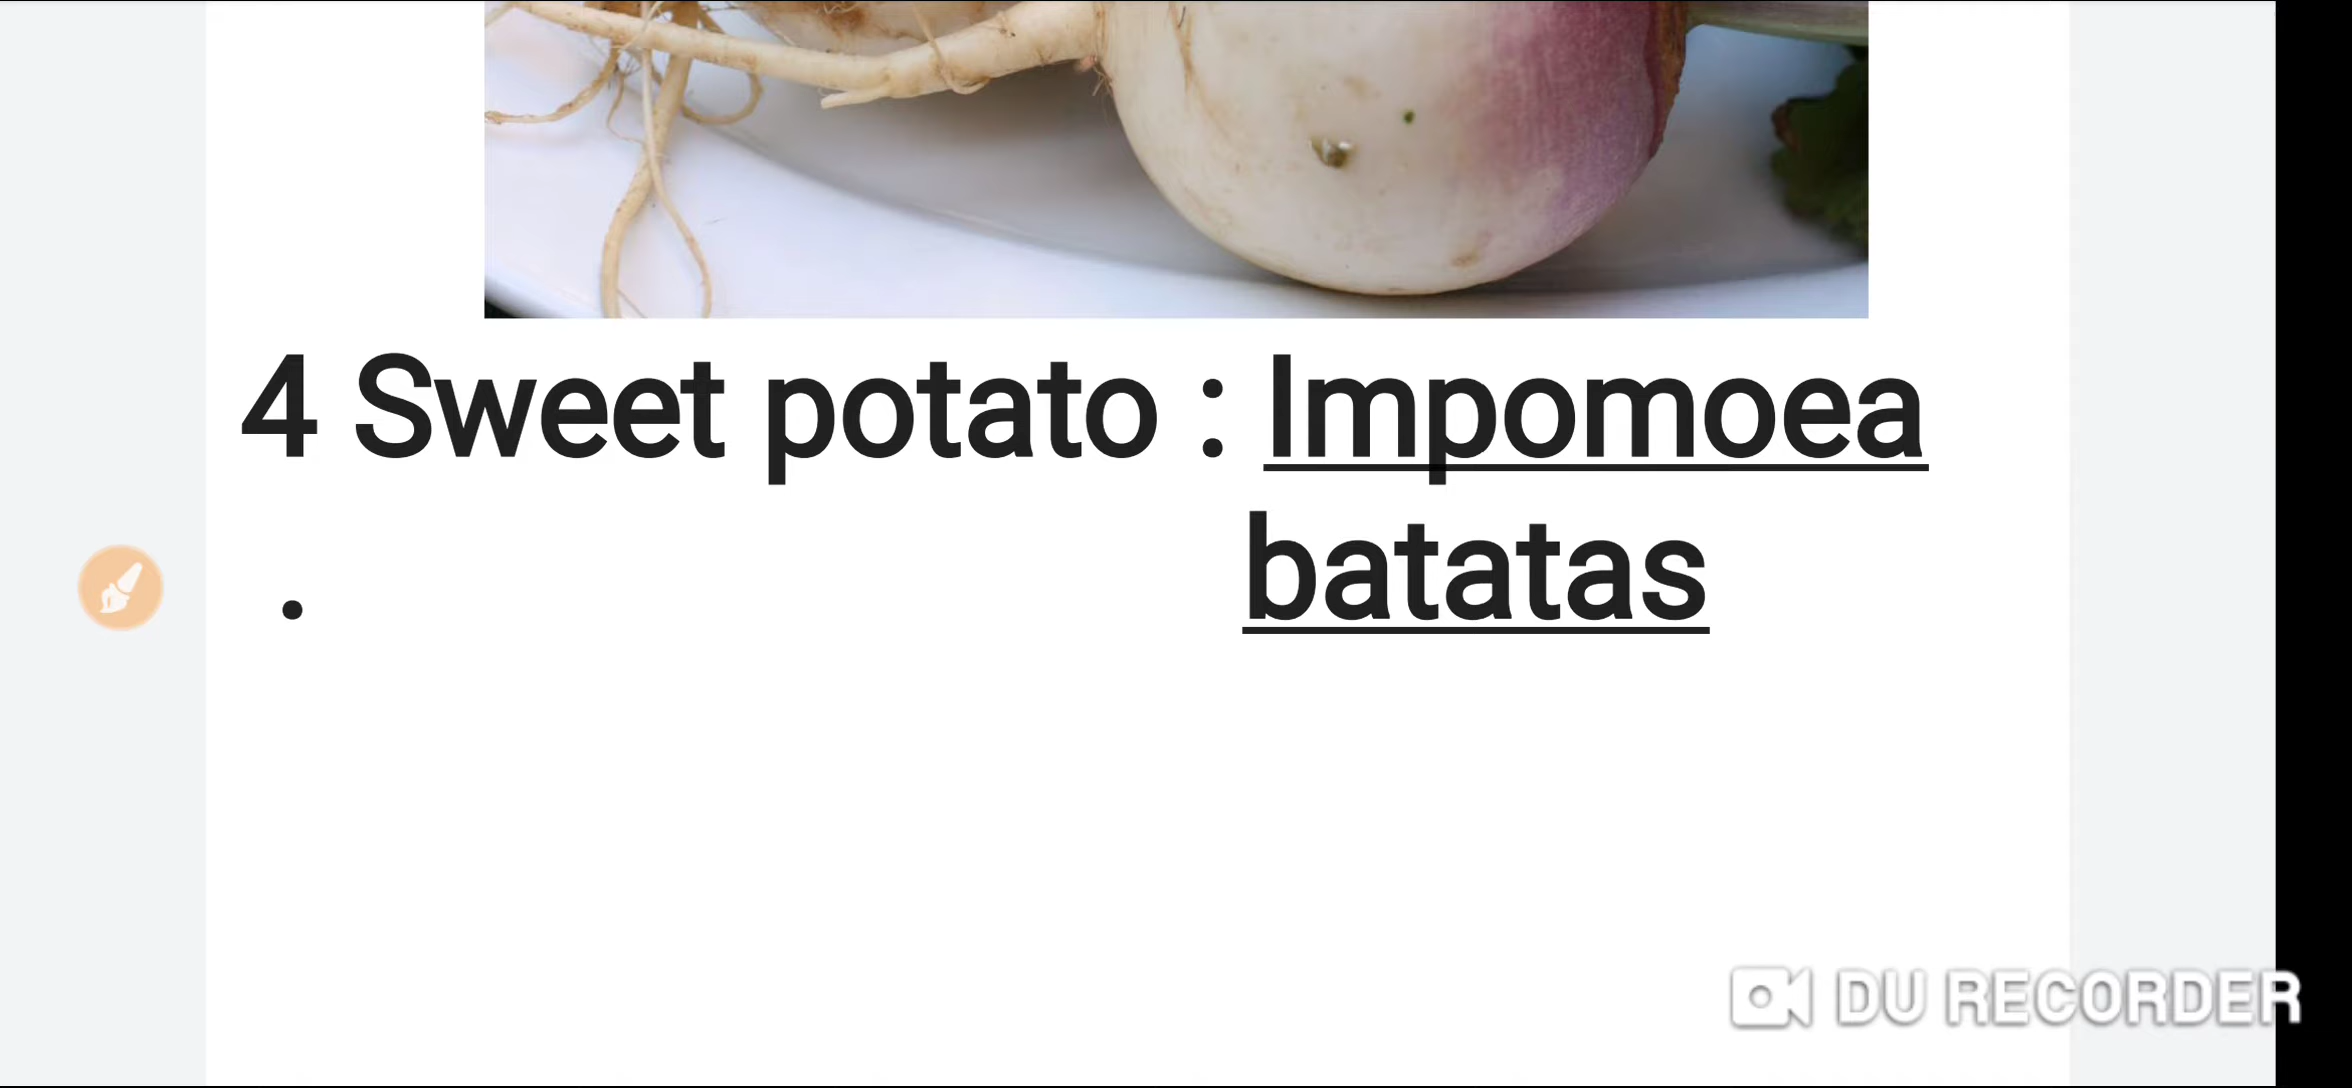 4 Sweet potato : Impomoea
. batatas
DU RECORDER